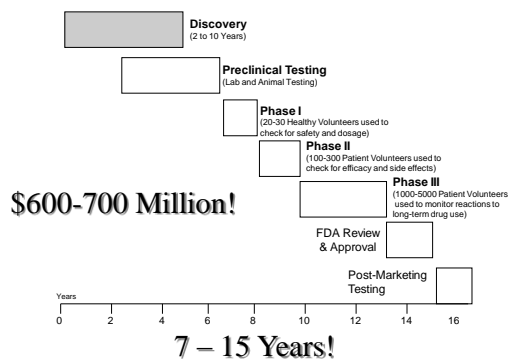 Discovery
(2 to 10 Years)
Preclinical Testing
(Lab and Animal Testing)
Phase I
(20-30 Healthy Volunteers used to
check for safety and dosage)
Phase II
(100-300 Patient Volunteers used to
check for efficacy and side effects)
Phase III
(1000-5000 Patient Volunteers
used to monitor reactions to
long-term drug use)
$600-700 Million!
FDA Review
& Approval
Post-Marketing
Testing
Years
0 2 4 6 8 10 12 14 16
7 – 15 Years!